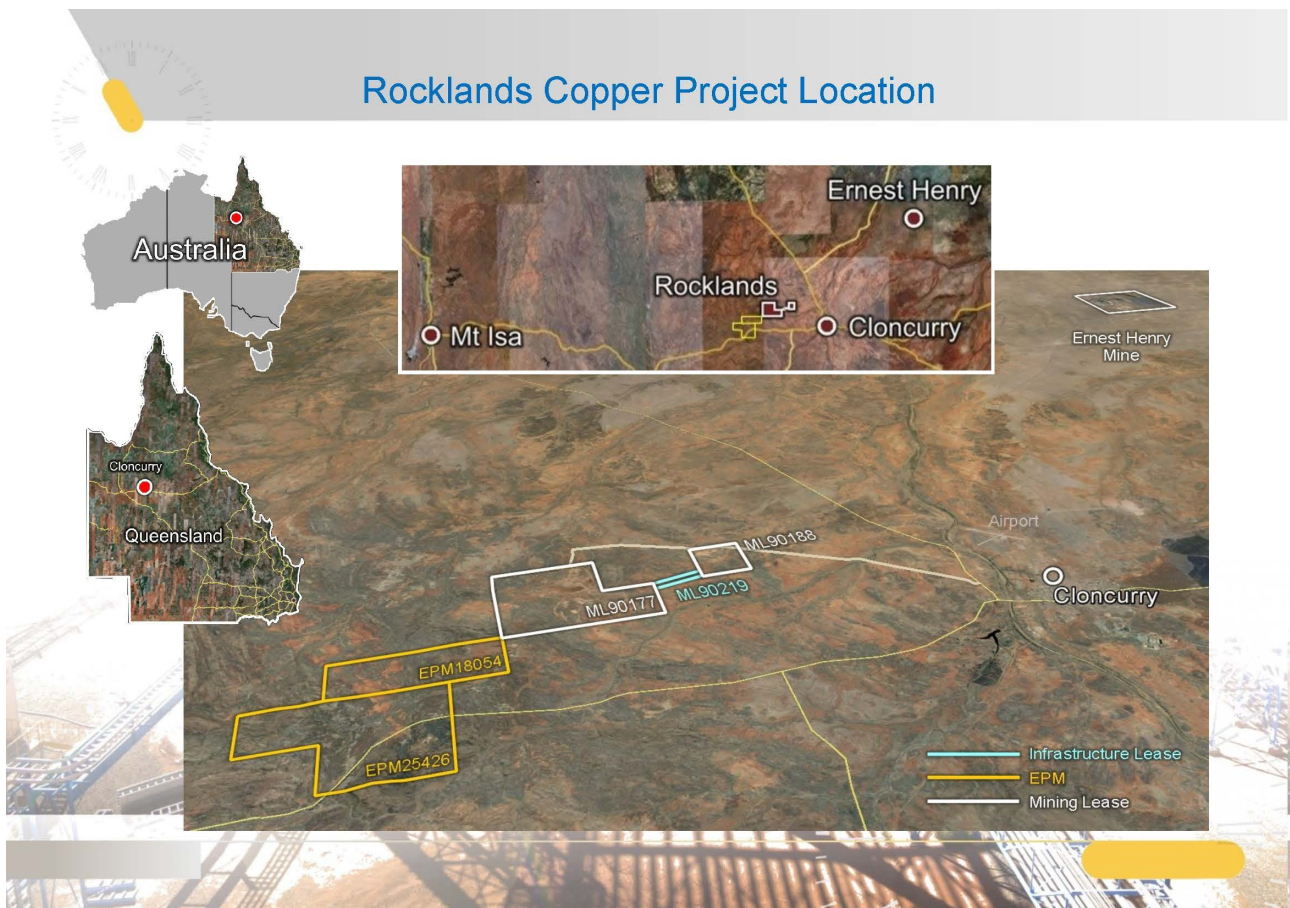 Rocklands Copper Project Location
Australia
Ernest Henry
Rocklands
Mt Isa
Cloncurry
Ernest Henry
Mine
Cloncurry
Queensland
Airport
Cloncurry
ML90188
ML90219
ML90177
EPM18054
EPM25426
Infrastructure Lease
EPM
Mining Lease